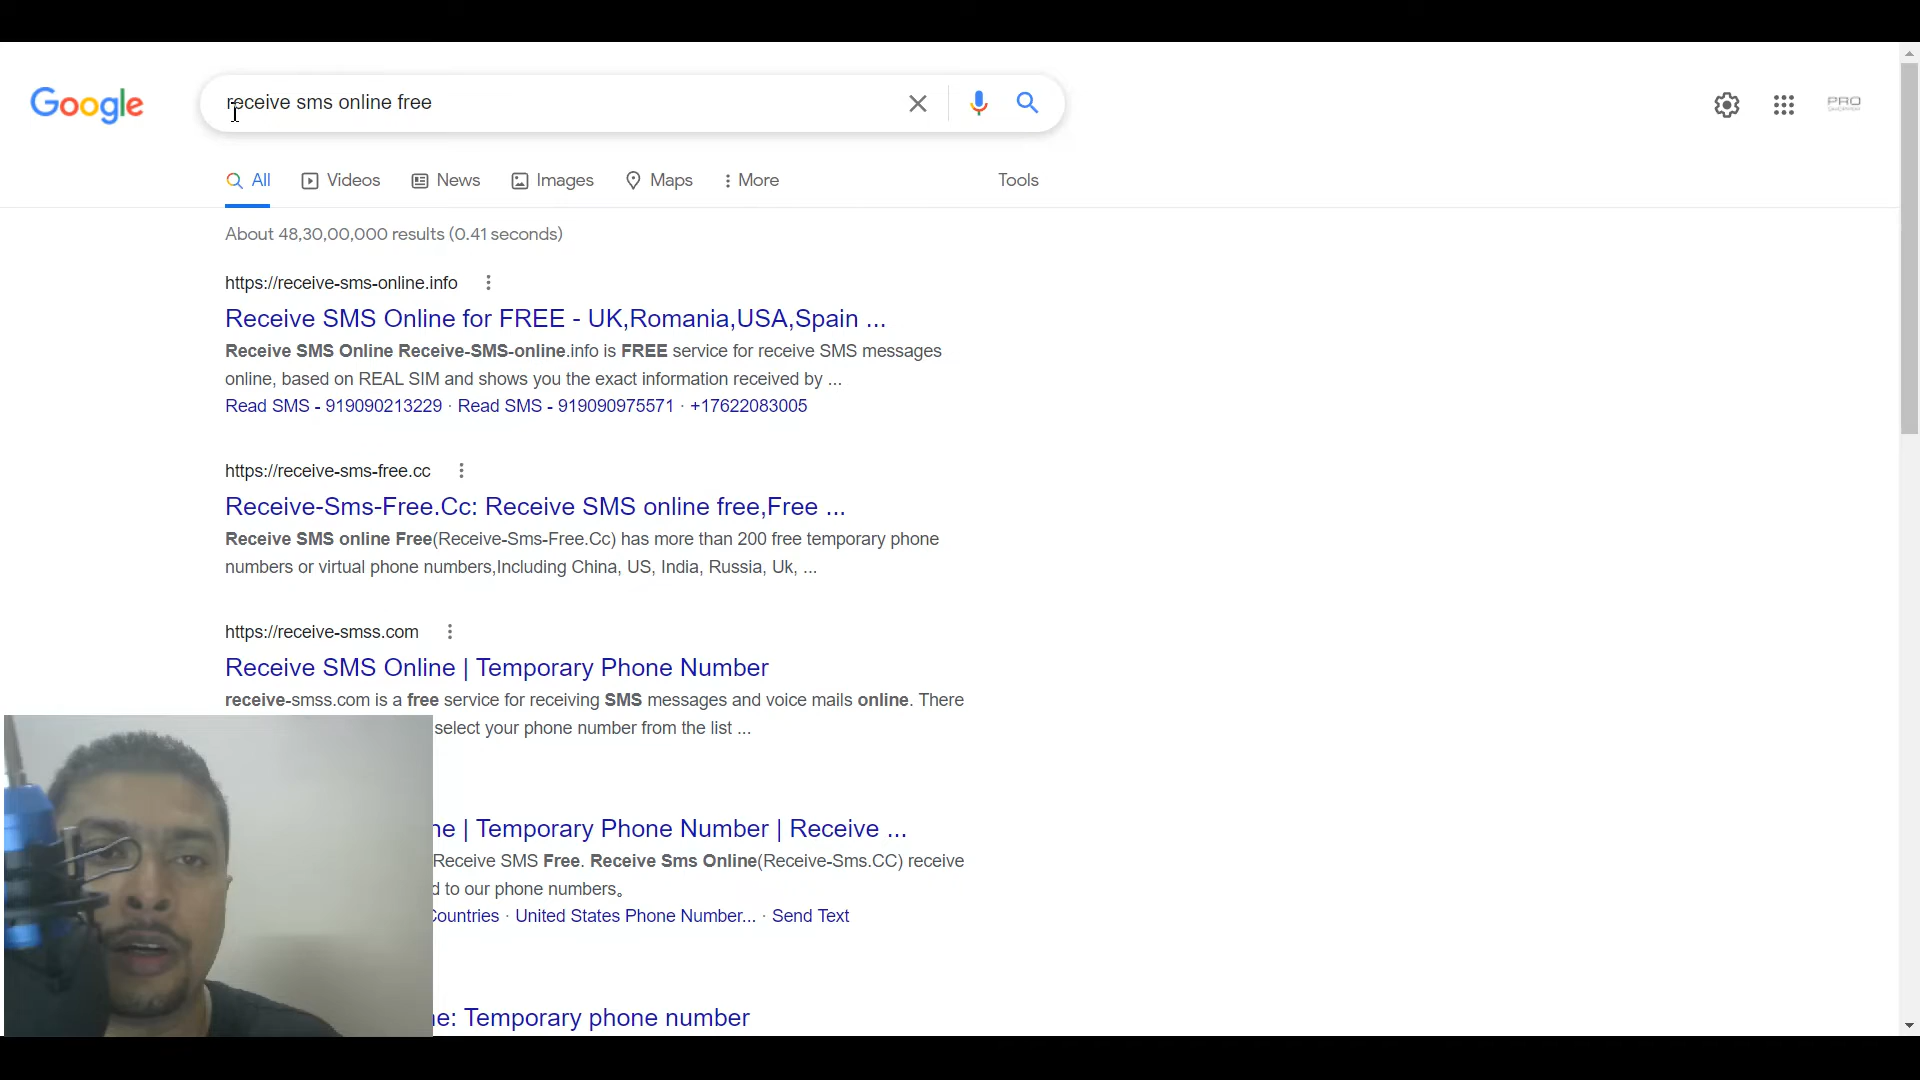 Google
receive sms online free
PRO
All
Videos
News
Images
Maps
More
Tools
About 48,30,00,000 results (0.41 seconds)
https://receive-sms-online.info
Receive SMS Online for FREE - UK,Romania,USA,Spain ...
Receive SMS Online Receive-SMS-online.info is FREE service for receive SMS messages
online, based on REAL SIM and shows you the exact information received by ...
Read SMS - 919090213229 · Read SMS - 919090975571 · +17622083005
https://receive-sms-free.cc
Receive-Sms-Free.Cc: Receive SMS online free,Free ...
Receive SMS online Free(Receive-Sms-Free.Cc) has more than 200 free temporary phone
numbers or virtual phone numbers,Including China, US, India, Russia, Uk, ...
https://receive-smss.com
Receive SMS Online | Temporary Phone Number
receive-smss.com is a free service for receiving SMS messages and voice mails online. There
select your phone number from the list ...
ne | Temporary Phone Number | Receive ...
Receive SMS Free. Receive Sms Online(Receive-Sms.CC) receive
d to our phone numbers。
Countries · United States Phone Number... · Send Text
ne: Temporary phone number